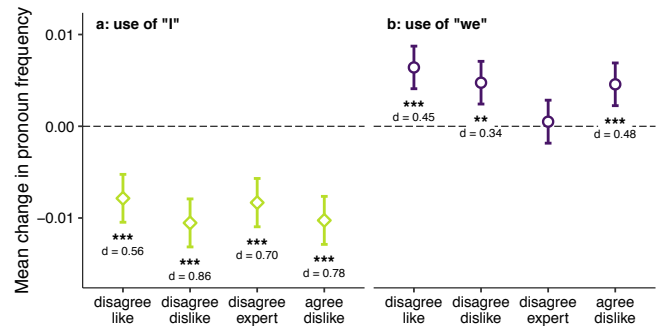 Mean change in pronoun frequency
0.01
0.00
−0.01
a: use of "I"
***
d = 0.56
***
d = 0.86
***
d = 0.70
***
d = 0.78
disagree
like
disagree
dislike
disagree
expert
agree
dislike
b: use of "we"
***
d = 0.45
**
d = 0.34
***
d = 0.48
disagree
like
disagree
dislike
disagree
expert
agree
dislike